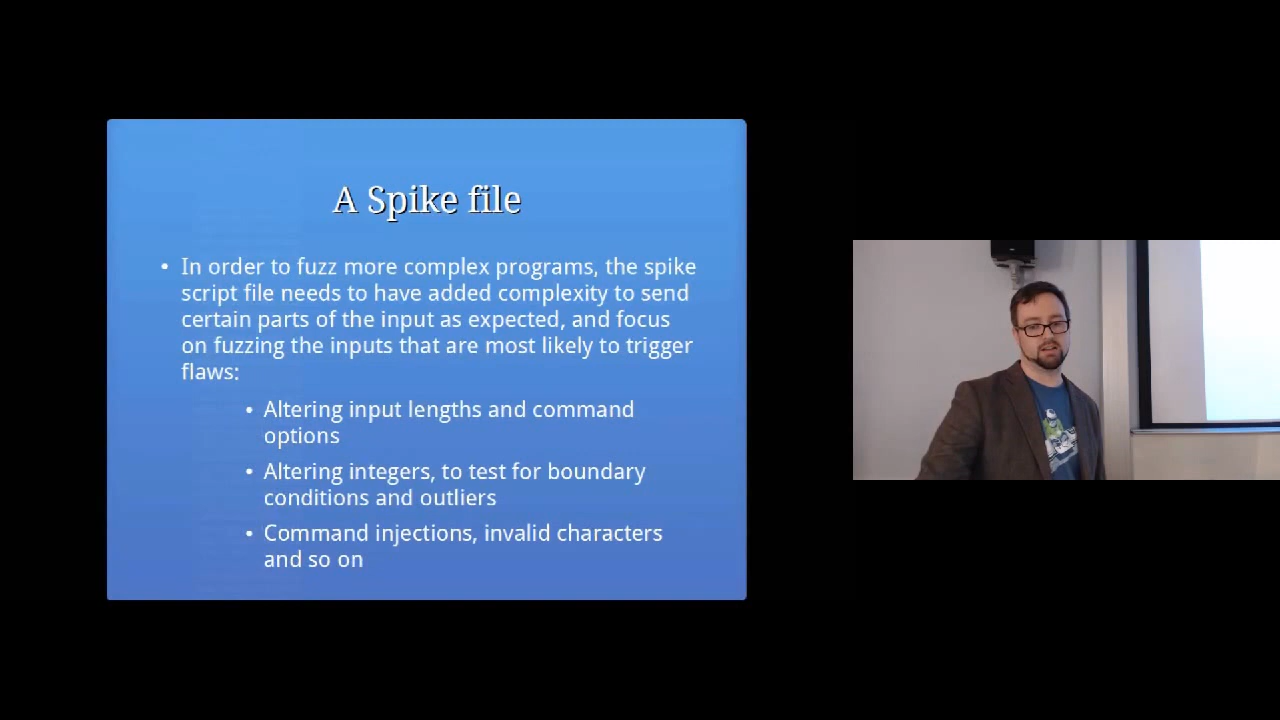 A Spike file
• In order to fuzz more complex programs, the spike
script file needs to have added complexity to send
certain parts of the input as expected, and focus
on fuzzing the inputs that are most likely to trigger
flaws:
• Altering input lengths and command
options
• Altering integers, to test for boundary
conditions and outliers
• Command injections, invalid characters
and so on